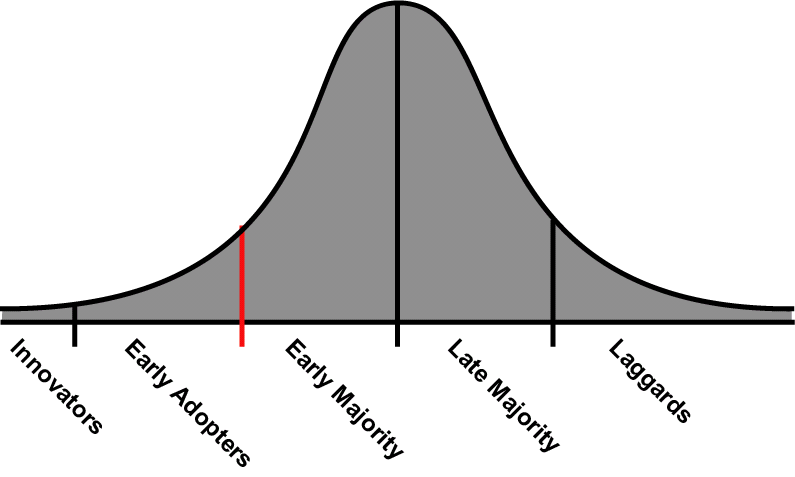 Innovators
Early Adopters
Early Majority
Late Majority
Laggards